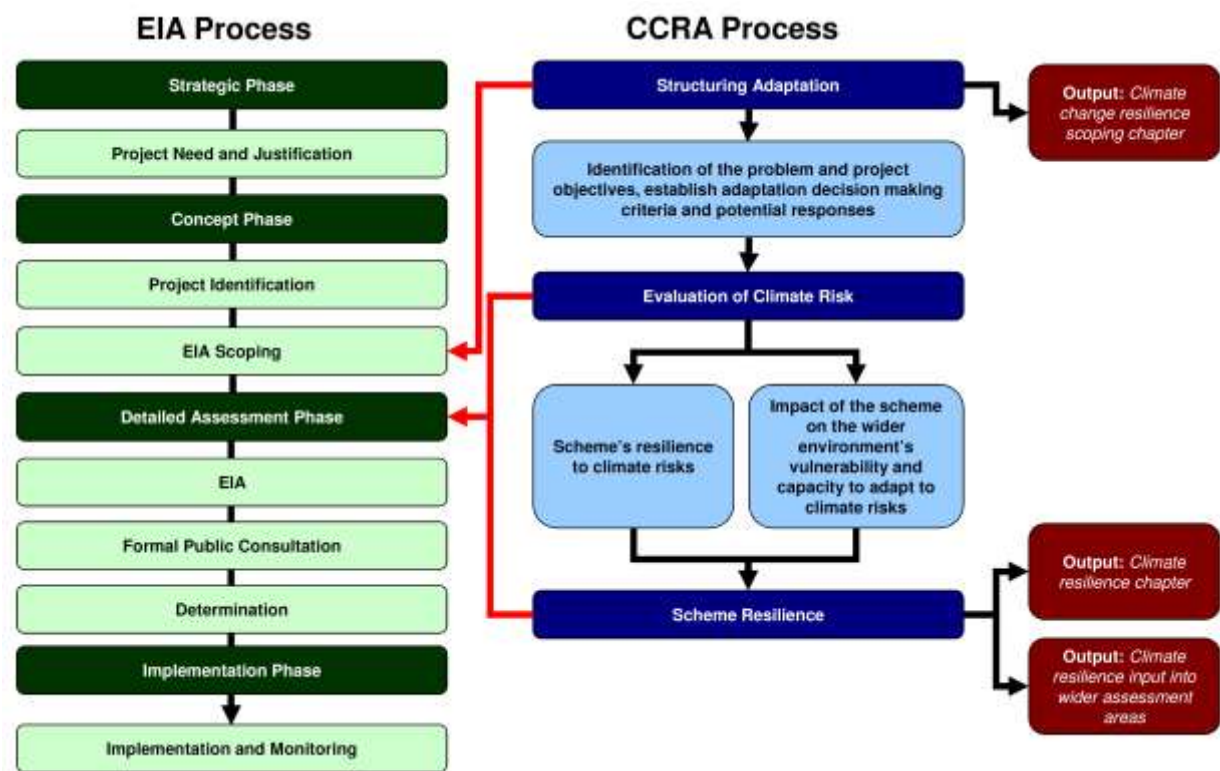 EIA Process
Strategic Phase
Project Need and Justification
Concept Phase
Project Identification
EIA Scoping
Detailed Assessment Phase
EIA
Formal Public Consultation
Determination
Implementation Phase
Implementation and Monitoring
CCRA Process
Structuring Adaptation
Identification of the problem and project
objectives, establish adaptation decision making
criteria and potential responses
Evaluation of Climate Risk
Scheme's resilience
to climate risks
Impact of the scheme
on the wider
environment's
vulnerability and
capacity to adapt to
climate risks
Scheme Resilience
Output: Climate
change resilience
scoping chapter
Output: Climate
resilience chapter
Output: Climate
resilience input into
wider assessment
areas